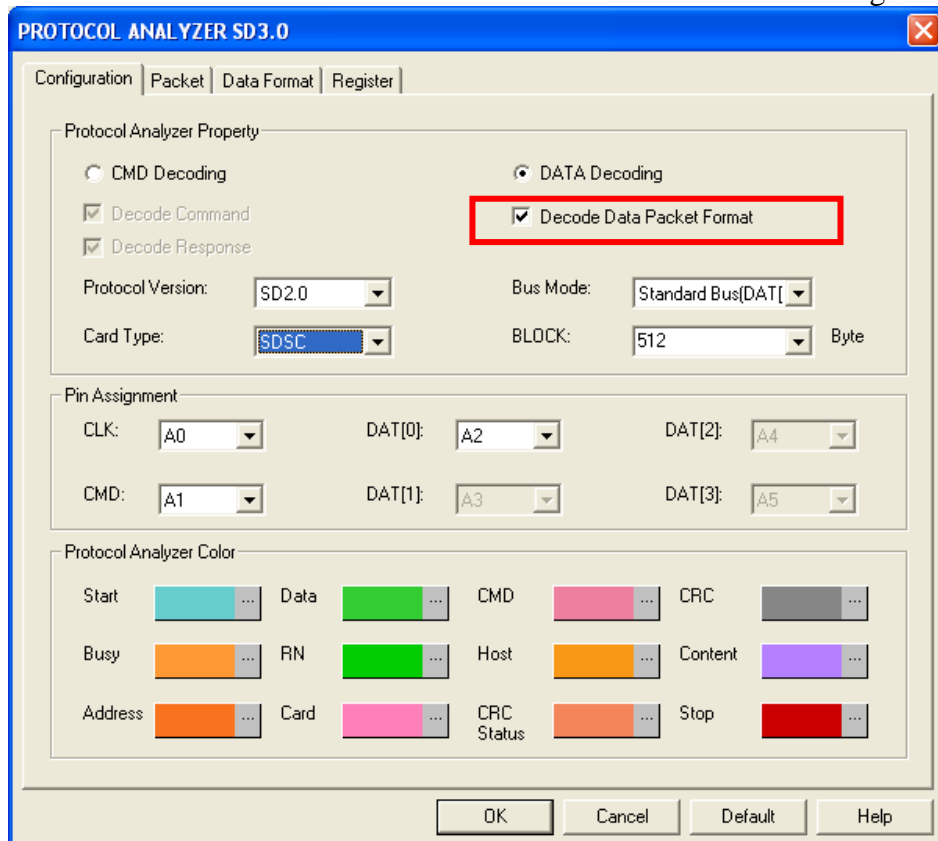 PROTOCOL ANALYZER SD3.0
Configuration Packet Data Format Register
Protocol Analyzer Property
CMD Decoding DATA Decoding
Decode Command Decode Data Packet Format
Decode Response
Protocol Version: SD2.0 Bus Mode: Standard Bus(DAT[
Card Type: SDSC BLOCK: 512 Byte
Pin Assignment
CLK: A0 DAT[0]: A2 DAT[2]: A4
CMD: A1 DAT[1]: A3 DAT[3]: A5
Protocol Analyzer Color
Start ... Data ... CMD ... CRC ...
Busy ... RN ... Host ... Content ...
Address ... Card ... CRC Status ... Stop ...
OK Cancel Default Help